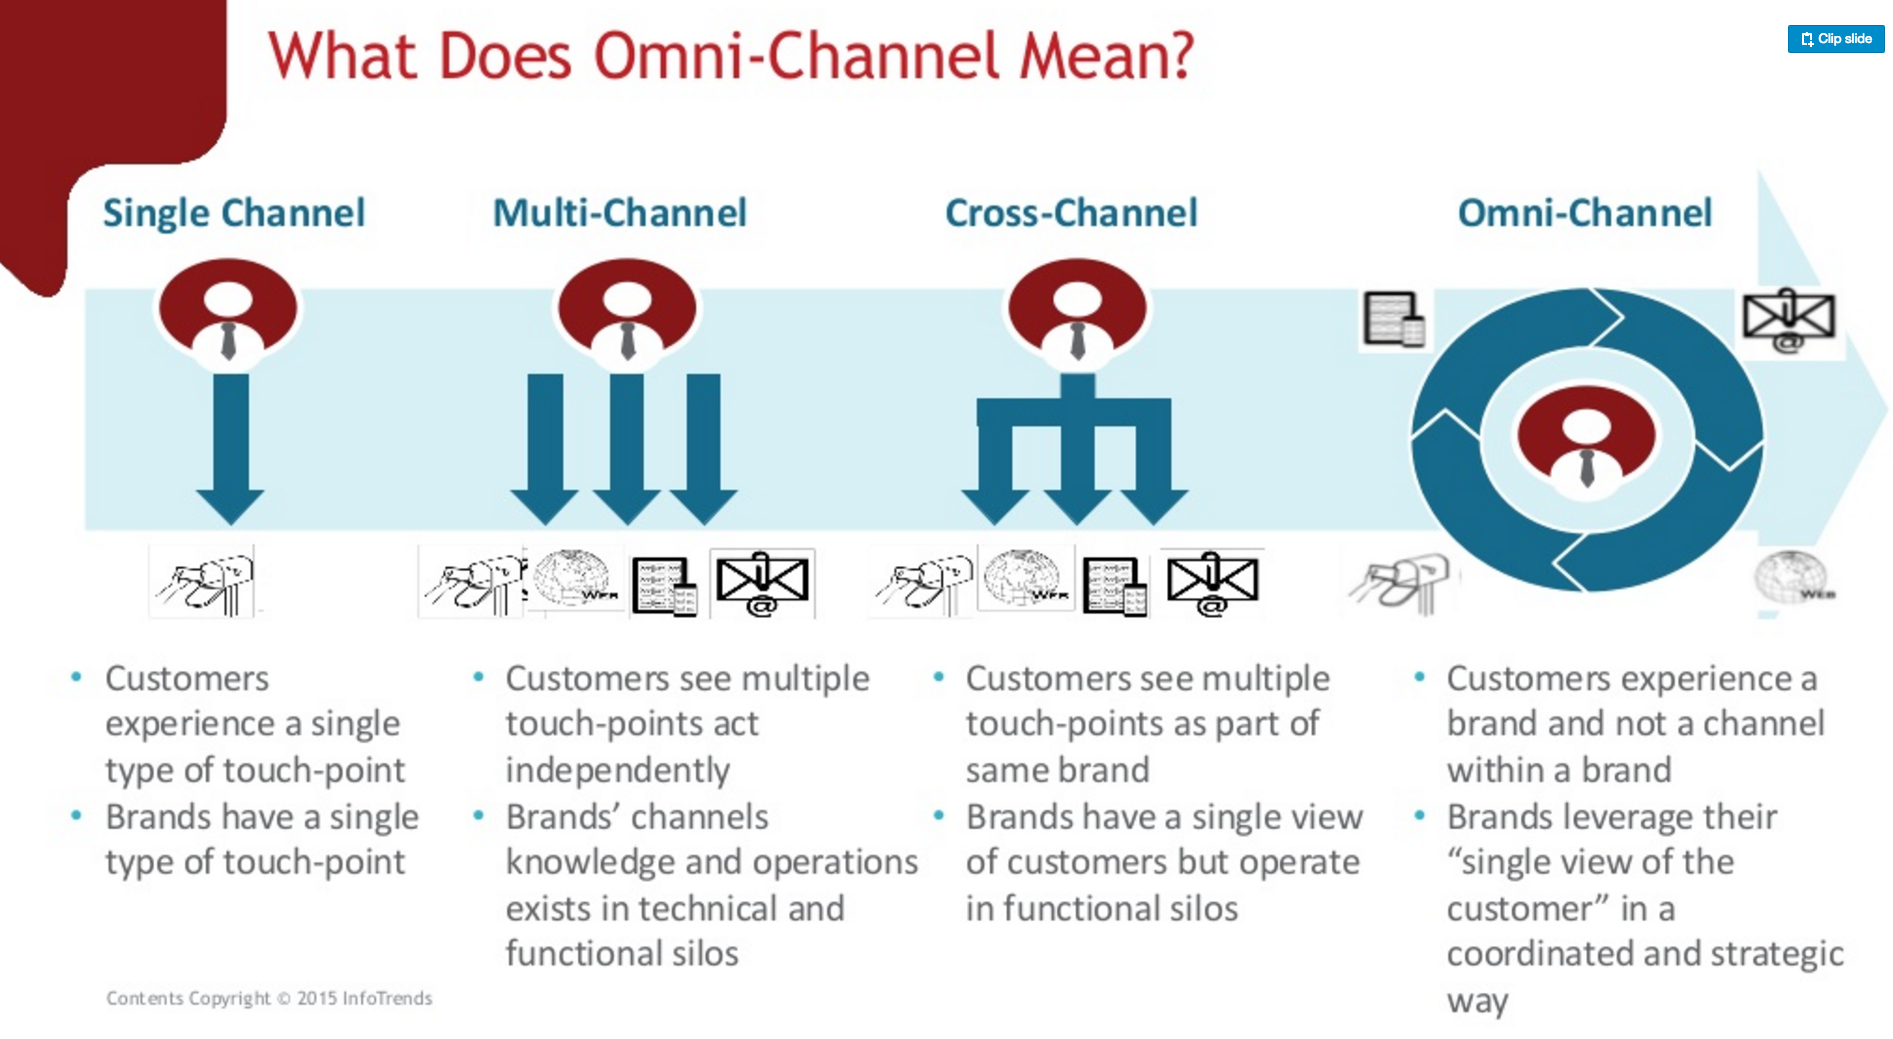 What Does Omni-Channel Mean?
Clip slide
Single Channel
Multi-Channel
Cross-Channel
Omni-Channel
@
WEB
@
WEB
@
WEB
• Customers
experience a single
type of touch-point
• Brands have a single
type of touch-point
• Customers see multiple
touch-points act
independently
• Brands’ channels
knowledge and operations
exists in technical and
functional silos
• Customers see multiple
touch-points as part of
same brand
• Brands have a single view
of customers but operate
in functional silos
• Customers experience a
brand and not a channel
within a brand
• Brands leverage their
“single view of the
customer” in a
coordinated and strategic
way
Contents Copyright © 2015 InfoTrends